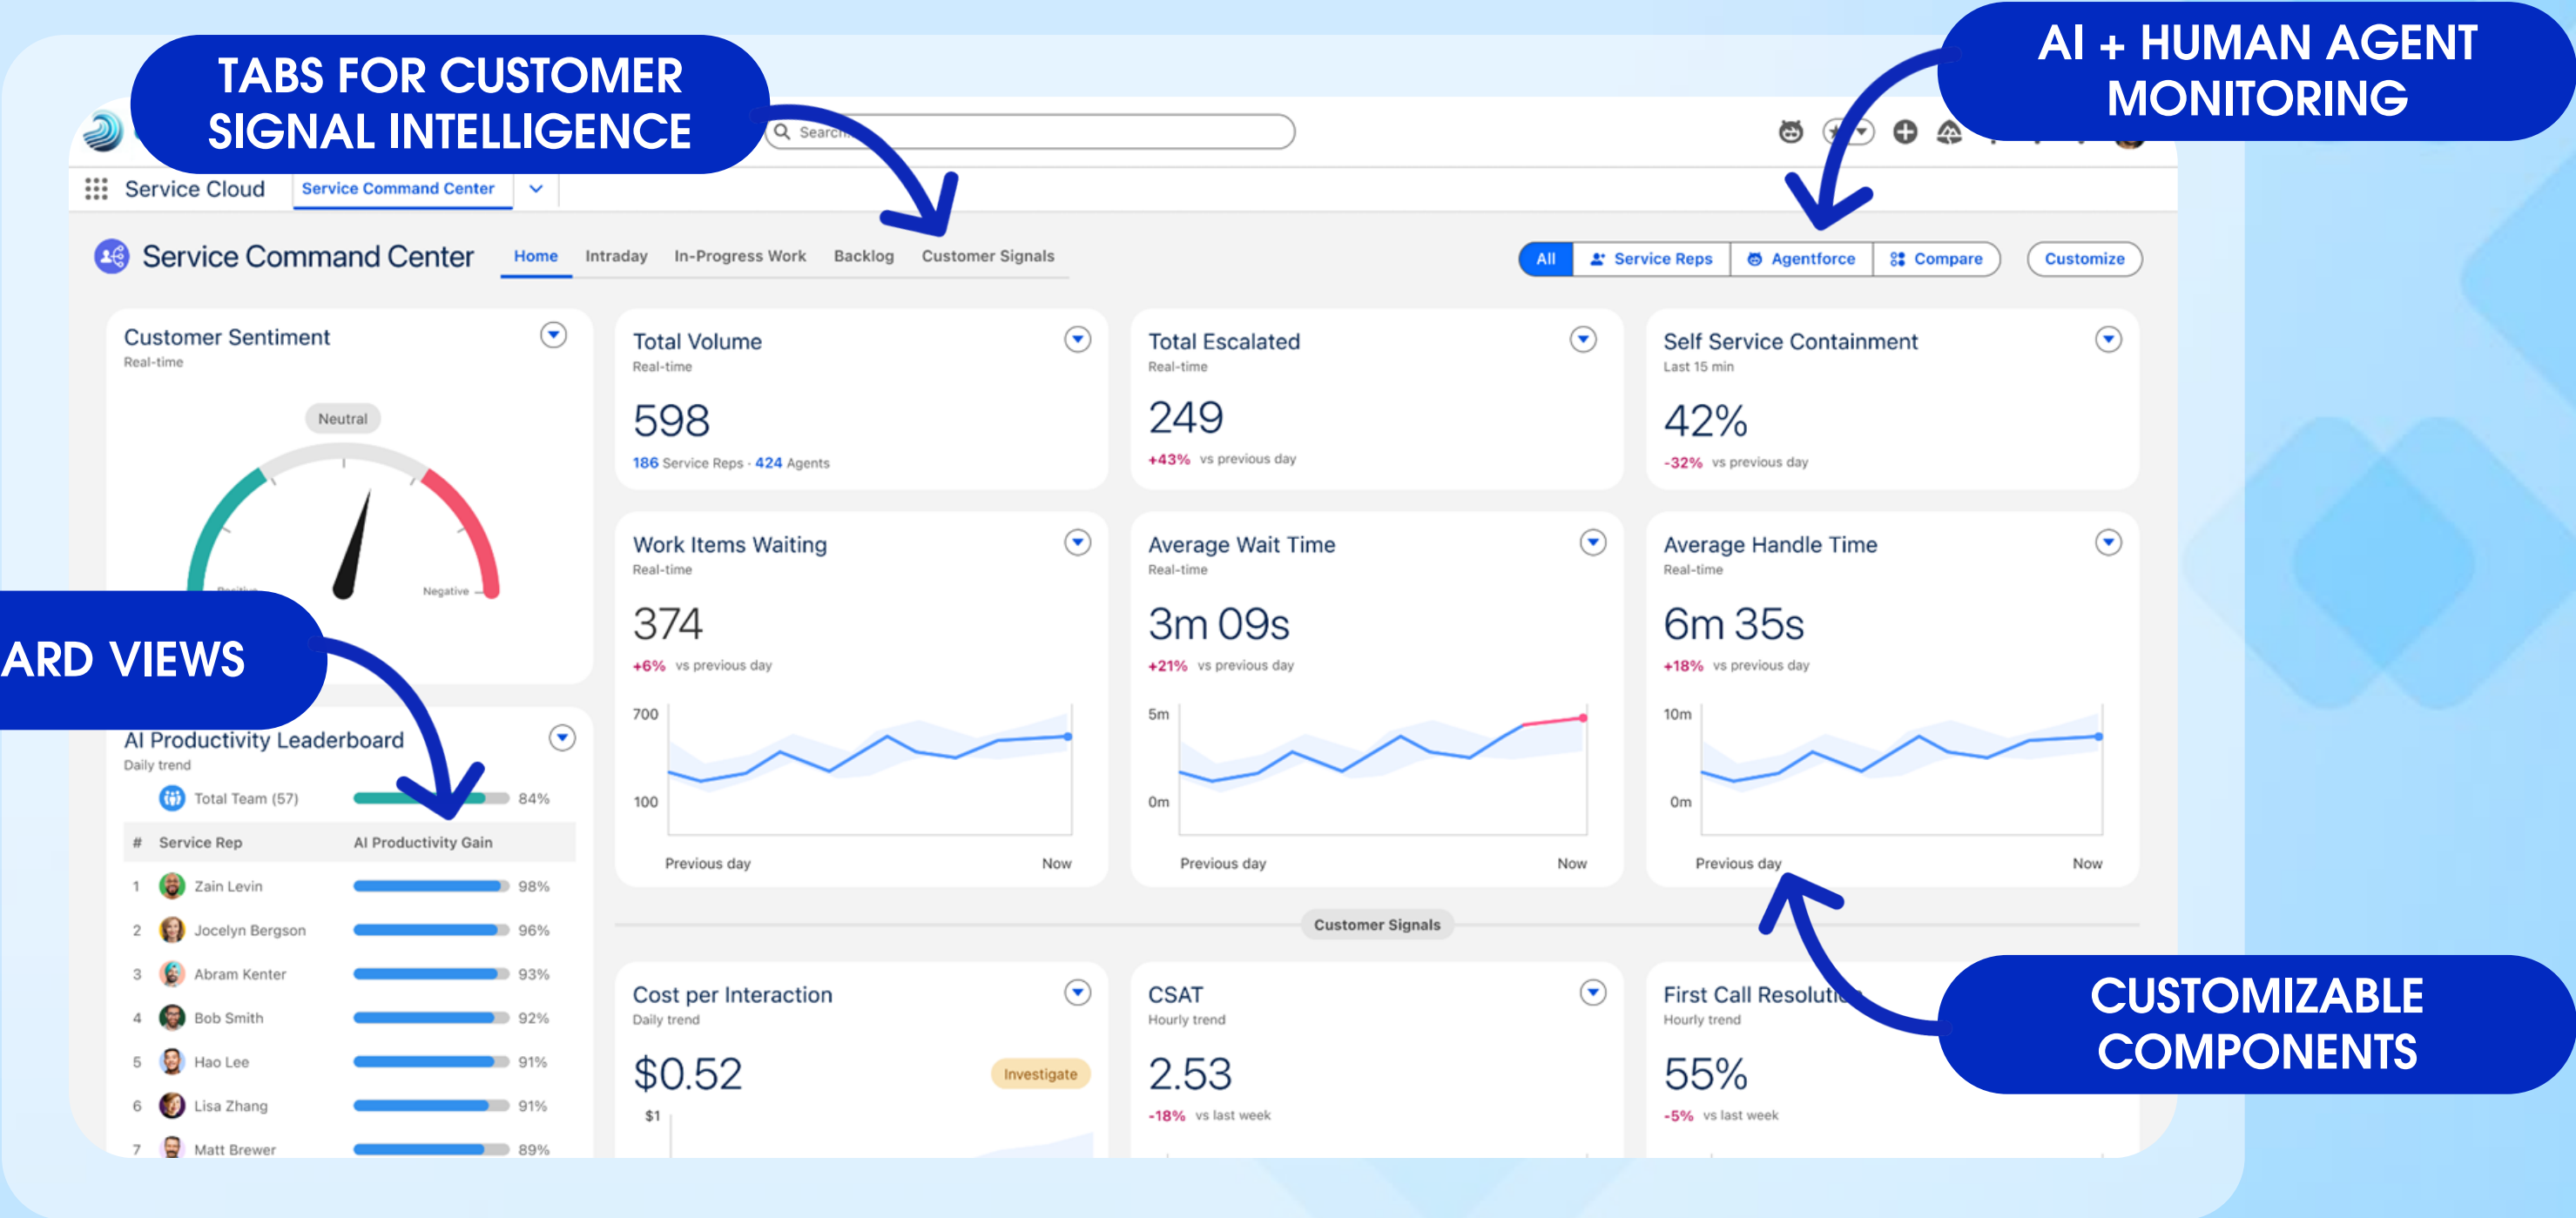 TABS FOR CUSTOMER
SIGNAL INTELLIGENCE
AI + HUMAN AGENT
MONITORING
Search...
Service Cloud
Service Command Center
Service Command Center
Home
Intraday
In-Progress Work
Backlog
Customer Signals
All
Service Reps
Agentforce
Compare
Customize
Customer Sentiment
Real-time
Neutral
Negative
ARD VIEWS
Total Volume
Real-time
598
186 Service Reps · 424 Agents
Total Escalated
Real-time
249
+43% vs previous day
Self Service Containment
Last 15 min
42%
-32% vs previous day
Work Items Waiting
Real-time
374
+6% vs previous day
700
100
Previous day
Now
Average Wait Time
Real-time
3m 09s
+21% vs previous day
5m
0m
Previous day
Now
Average Handle Time
Real-time
6m 35s
+18% vs previous day
10m
0m
Previous day
Now
AI Productivity Leaderboard
Daily trend
Total Team (57) 84%
# Service Rep AI Productivity Gain
1 Zain Levin 98%
2 Jocelyn Bergson 96%
3 Abram Kenter 93%
4 Bob Smith 92%
5 Hao Lee 91%
6 Lisa Zhang 91%
7 Matt Brewer 89%
Customer Signals
Cost per Interaction
Daily trend
$0.52
Investigate
$1
CSAT
Hourly trend
2.53
-18% vs last week
First Call
Hourly trend
55%
-5% vs last week
CUSTOMIZABLE
COMPONENTS